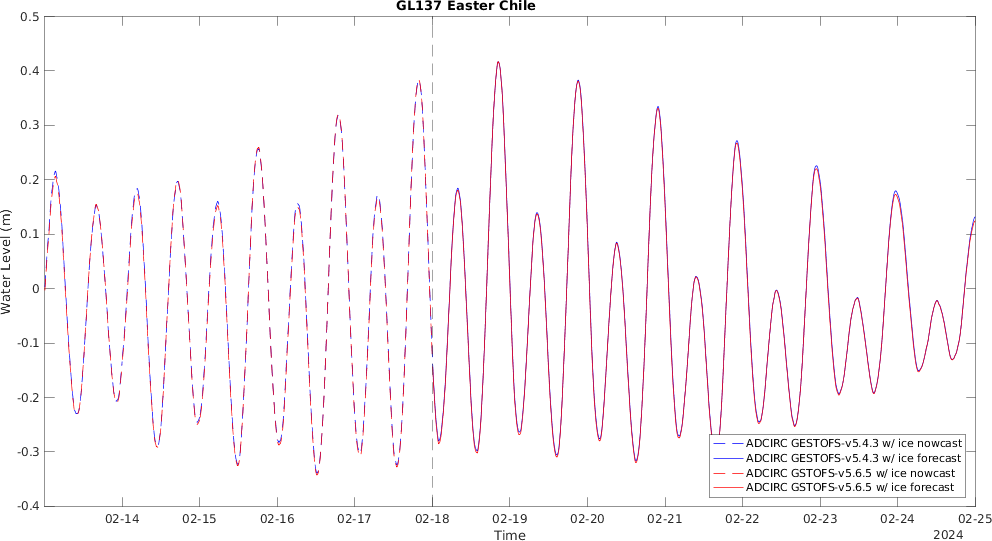 GL137 Easter Chile
0.5
0.4
0.3
0.2
0.1
0
-0.1
-0.2
-0.3
-0.4
Water Level (m)
ADCIRC GESTOFS-v5.4.3 w/ ice nowcast
ADCIRC GESTOFS-v5.4.3 w/ ice forecast
ADCIRC GSTOFS-v5.6.5 w/ ice nowcast
ADCIRC GSTOFS-v5.6.5 w/ ice forecast
02-14 02-15 02-16 02-17 02-18 02-19 02-20 02-21 02-22 02-23 02-24 02-25
Time
2024